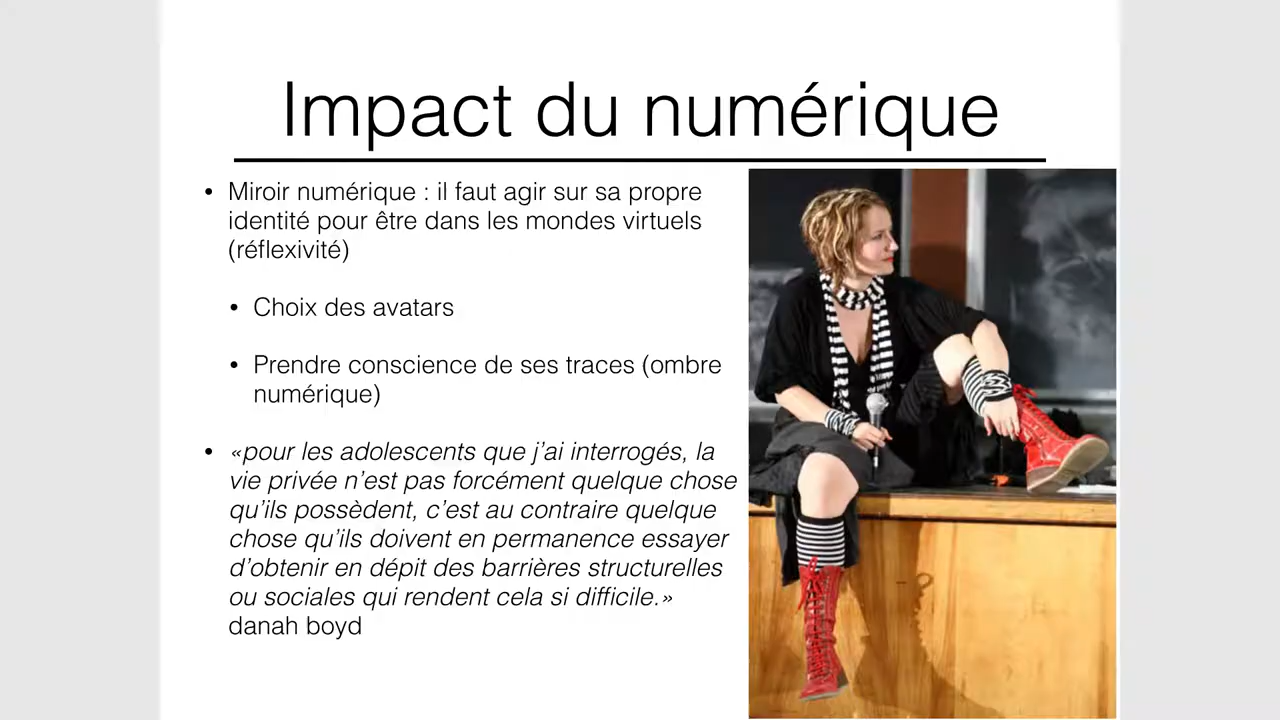 Impact du numérique
• Miroir numérique : il faut agir sur sa propre
identité pour être dans les mondes virtuels
(réflexivité)
• Choix des avatars
• Prendre conscience de ses traces (ombre
numérique)
• «pour les adolescents que j’ai interrogés, la
vie privée n’est pas forcément quelque chose
qu’ils possèdent, c’est au contraire quelque
chose qu’ils doivent en permanence essayer
d’obtenir en dépit des barrières structurelles
ou sociales qui rendent cela si difficile.»
danah boyd